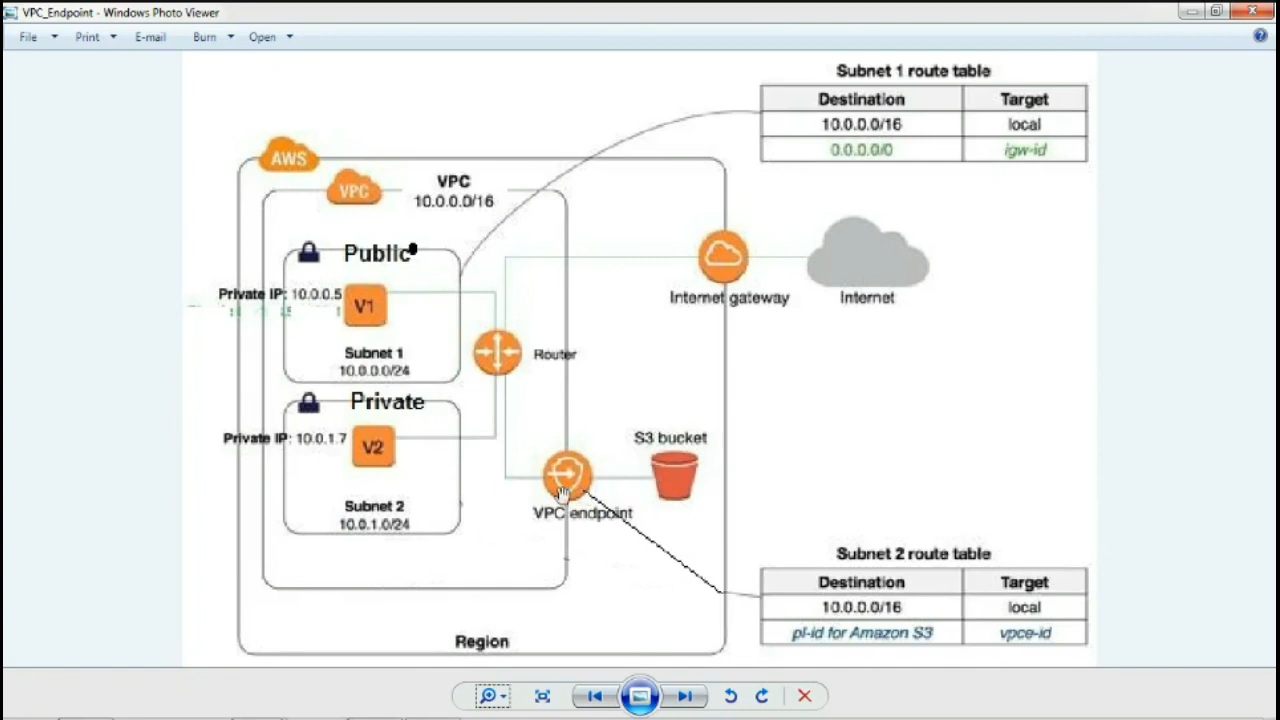 VPC_Endpoint - Windows Photo Viewer
File Print E-mail Burn Open
Subnet 1 route table
Destination Target
10.0.0.0/16 local
0.0.0.0/0 igw-id
AWS
VPC
VPC
10.0.0.0/16
Public
Private IP: 10.0.0.5
V1
Subnet 1
10.0.0.0/24
Router
Internet gateway
Internet
Private
Private IP: 10.0.1.7
V2
Subnet 2
10.0.1.0/24
S3 bucket
VPC endpoint
Region
Subnet 2 route table
Destination Target
10.0.0.0/16 local
pl-id for Amazon S3 vpce-id